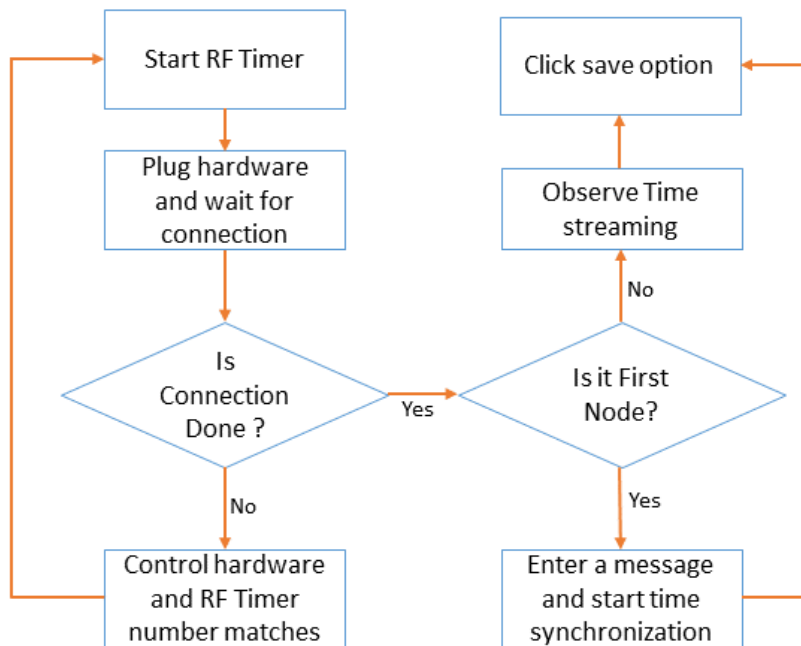 Start RF Timer
Plug hardware
and wait for
connection
Is
Connection
Done ?
Yes
No
Control hardware
and RF Timer
number matches
Click save option
Observe Time
streaming
No
Is it First
Node?
Yes
Enter a message
and start time
synchronization